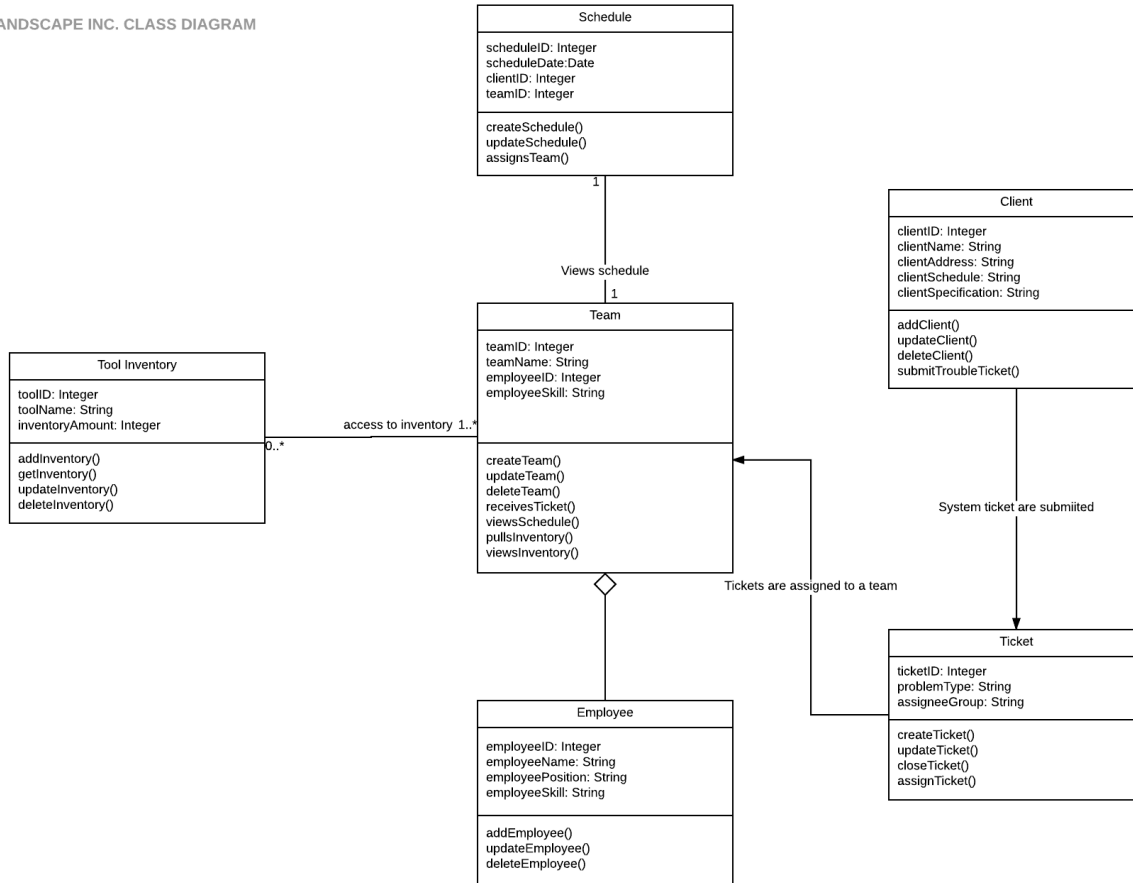 ANDSCAPE INC. CLASS DIAGRAM
Schedule
scheduleID: Integer
scheduleDate:Date
clientID: Integer
teamID: Integer
createSchedule()
updateSchedule()
assignsTeam()
1
Views schedule
1
Client
clientID: Integer
clientName: String
clientAddress: String
clientSchedule: String
clientSpecification: String
addClient()
updateClient()
deleteClient()
submitTroubleTicket()
Team
teamID: Integer
teamName: String
employeeID: Integer
employeeSkill: String
createTeam()
updateTeam()
deleteTeam()
receivesTicket()
viewsSchedule()
pullsInventory()
viewsInventory()
Tool Inventory
toolID: Integer
toolName: String
inventoryAmount: Integer
addInventory()
getInventory()
updateInventory()
deleteInventory()
access to inventory 1..*
0..*
System ticket are submiited
Tickets are assigned to a team
Ticket
ticketID: Integer
problemType: String
assigneeGroup: String
createTicket()
updateTicket()
closeTicket()
assignTicket()
Employee
employeeID: Integer
employeeName: String
employeePosition: String
employeeSkill: String
addEmployee()
updateEmployee()
deleteEmployee()